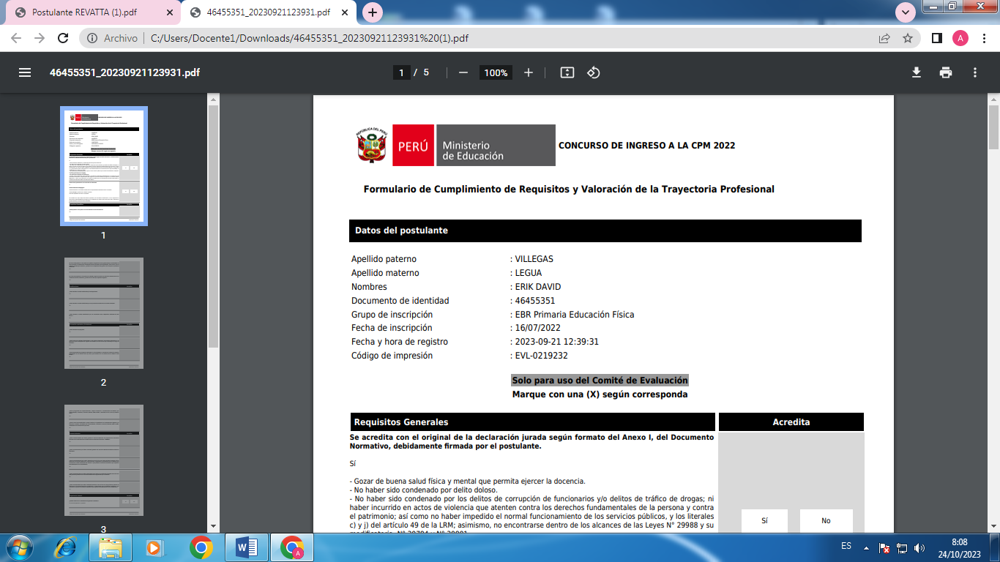 Postulante REVATTA (1).pdf
46455351_20230921123931.pdf
Archivo
C:/Users/Docente1/Downloads/46455351_20230921123931%20(1).pdf
A
46455351_20230921123931.pdf
1 / 5
100%
1
2
3
REPÚBLICA DEL PERÚ
PERÚ
Ministerio
de Educación
CONCURSO DE INGRESO A LA CPM 2022
Formulario de Cumplimiento de Requisitos y Valoración de la Trayectoria Profesional
Datos del postulante
Apellido paterno : VILLEGAS
Apellido materno : LEGUA
Nombres : ERIK DAVID
Documento de identidad : 46455351
Grupo de inscripción : EBR Primaria Educación Física
Fecha de inscripción : 16/07/2022
Fecha y hora de registro : 2023-09-21 12:39:31
Código de impresión : EVL-0219232
Solo para uso del Comité de Evaluación
Marque con una (X) según corresponda
Requisitos Generales Acredita
Se acredita con el original de la declaración jurada según formato del Anexo I, del Documento
Normativo, debidamente firmada por el postulante.
Sí
- Gozar de buena salud física y mental que permita ejercer la docencia.
- No haber sido condenado por delito doloso.
- No haber sido condenado por los delitos de corrupción de funcionarios y/o delitos de tráfico de drogas; ni
haber incurrido en actos de violencia que atenten contra los derechos fundamentales de la persona y contra
el patrimonio; así como no haber impedido el normal funcionamiento de los servicios públicos, y los literales
c) y j) del artículo 49 de la LRM; asimismo, no encontrarse dentro de los alcances de las Leyes N° 29988 y su
Sí No
ES
8:08
24/10/2023